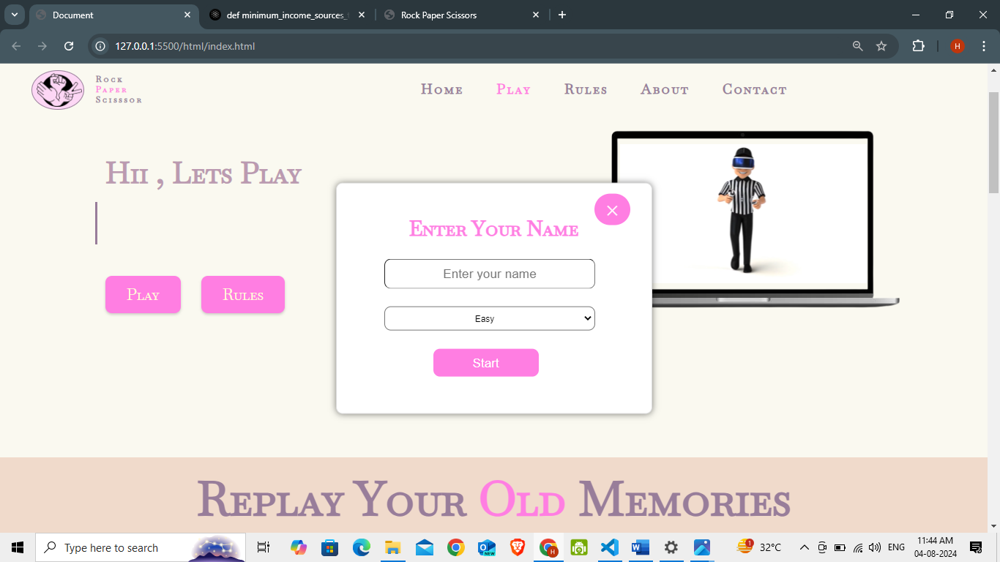 Document
def minimum_income_sources_
Rock Paper Scissors
127.0.0.1:5500/html/index.html
H
Rock
Paper
Scisssor
Home Play Rules About Contact
Hii , Lets Play
Play Rules
Enter Your Name
Enter your name
Easy
Start
Replay Your Old Memories
Type here to search
NEW
H
1
32°C
ENG
11:44 AM
04-08-2024